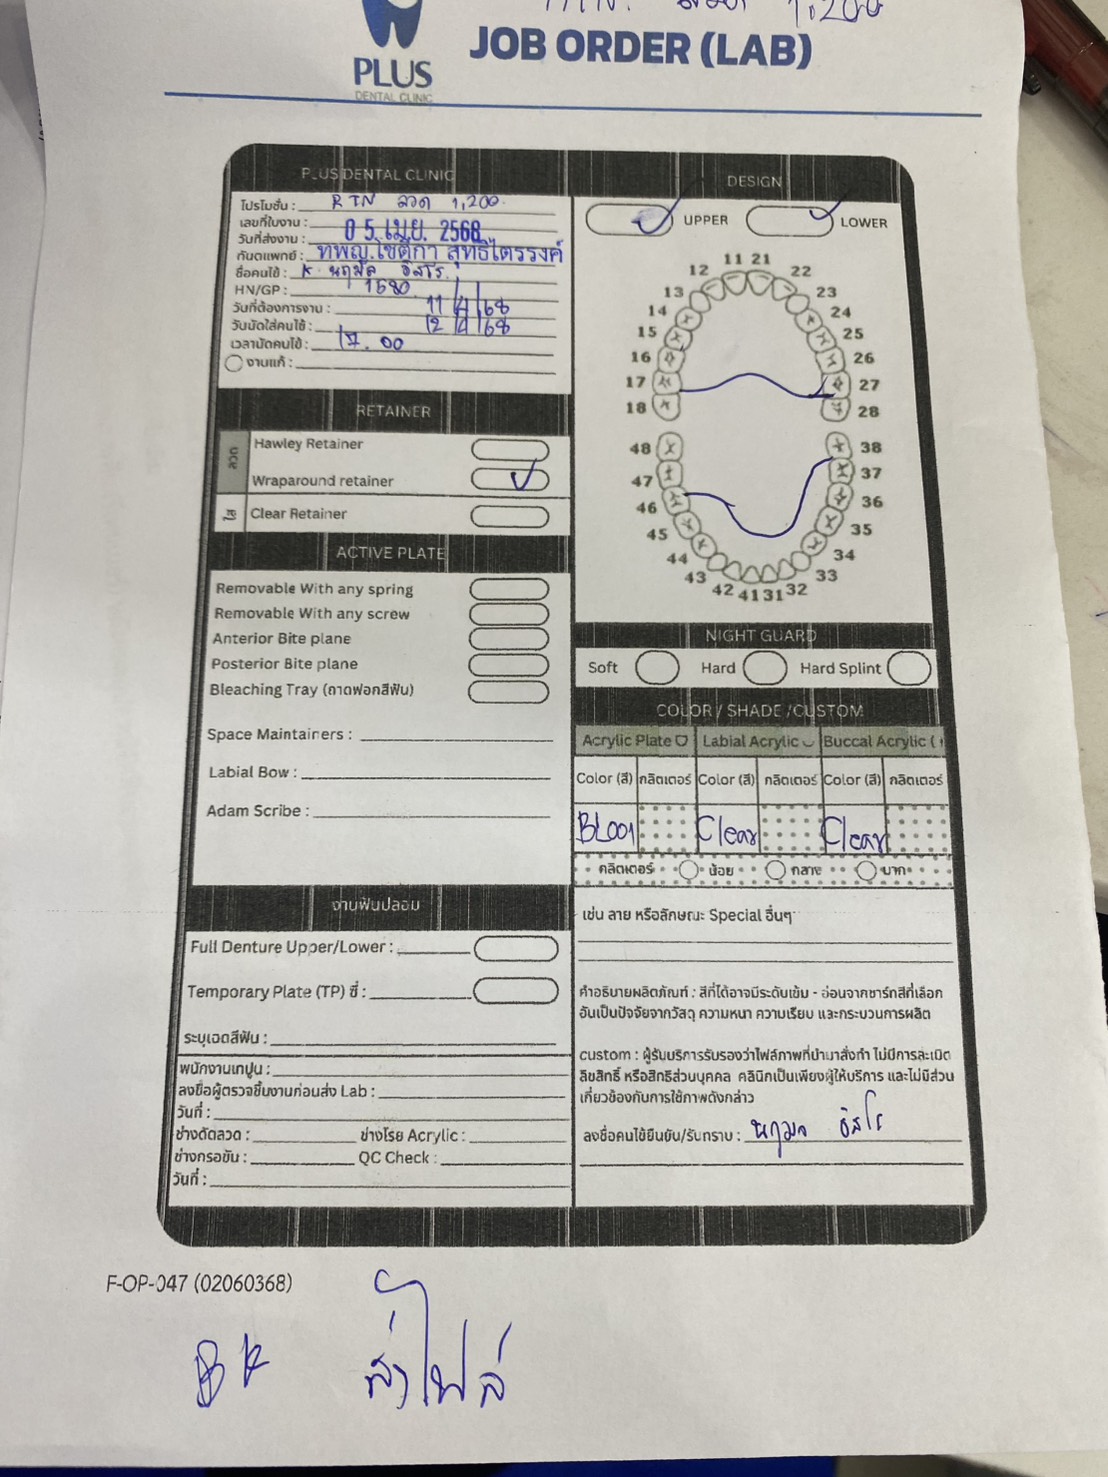 1,200
PLUS
DENTAL CLINIC
JOB ORDER (LAB)
PLUS DENTAL CLINIC
โปรโมชั่น : RTN ลวด 1,200.
เลขที่ใบงาน :
วันที่ส่งงาน : 05 เม.ย. 2568
ทันตแพทย์ : ทพญ.โชติกา สุทธิไตรรงค์
ชื่อคนไข้ : K. นฤมล อิสโร
HN/GP : 1680
วันที่ต้องการงาน : 11/4/68
วันนัดใส่คนไข้ : 12/4/68
เวลานัดคนไข้ : 17.00
งานแก้ :
RETAINER
ลวด
Hawley Retainer
Wraparound retainer
ใส
Clear Retainer
ACTIVE PLATE
Removable With any spring
Removable With any screw
Anterior Bite plane
Posterior Bite plane
Bleaching Tray (ถาดฟอกสีฟัน)
Space Maintainers :
Labial Bow :
Adam Scribe :
งานฟันปลอม
Full Denture Upper/Lower :
Temporary Plate (TP) ซี่ :
ระบุเฉดสีฟัน :
พนักงานเทปูน :
ลงชื่อผู้ตรวจชิ้นงานก่อนส่ง Lab :
วันที่ :
ช่างดัดลวด : ช่างโรย Acrylic :
ช่างกรอขัน : QC Check :
วันที่ :
DESIGN
UPPER LOWER
11 21
12 22
13 23
14 24
15 25
16 26
17 27
18 28
48 38
47 37
46 36
45 35
44 34
43 33
42 41 31 32
NIGHT GUARD
Soft Hard Hard Splint
COLOR / SHADE /CUSTOM
Acrylic Plate Labial Acrylic Buccal Acrylic (
Color (สี) กลิตเตอร์ Color (สี) กลิตเตอร์ Color (สี) กลิตเตอร์
BL001 Clear Clear
กลิตเตอร์ น้อย กลาง มาก
เช่น ลาย หรือลักษณะ Special อื่นๆ
คำอธิบายผลิตภัณฑ์ : สีที่ได้อาจมีระดับเข้ม - อ่อนจากชาร์ทสีที่เลือก
อันเป็นปัจจัยจากวัสดุ ความหนา ความเรียบ และกระบวนการผลิต
custom : ผู้รับบริการรับรองว่าไฟล์ภาพที่นำมาสั่งทำ ไม่มีการละเมิด
ลิขสิทธิ์ หรือสิทธิส่วนบุคคล คลินิกเป็นเพียงผู้ให้บริการ และไม่มีส่วน
เกี่ยวข้องกับการใช้ภาพดังกล่าว
ลงชื่อคนไข้ยืนยัน/รับทราบ : นฤมล อิสโร
F-OP-047 (02060368)
ส่งไฟล์